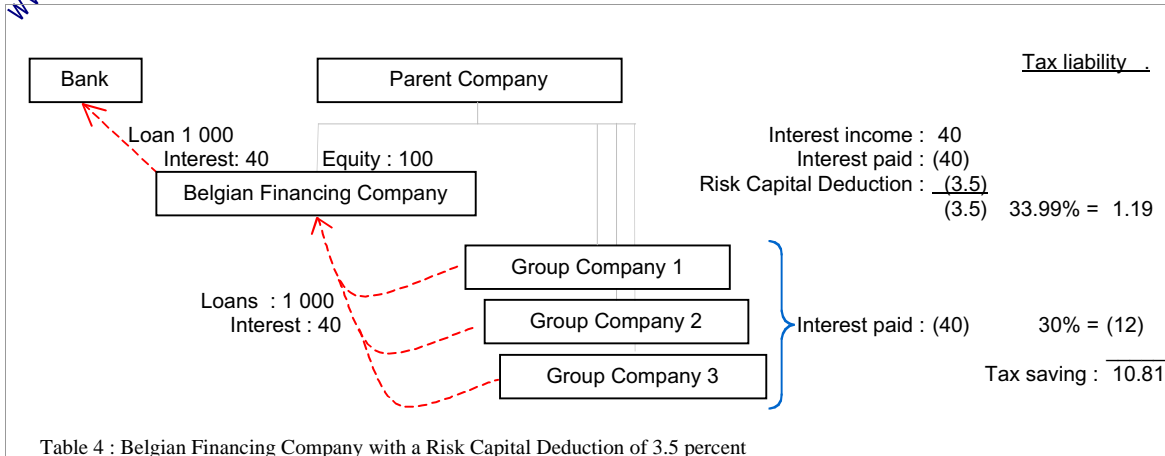 w
Tax liability .
Bank
Parent Company
Loan 1 000
Interest: 40
Equity : 100
Interest income : 40
Interest paid : (40)
Risk Capital Deduction : (3.5)
(3.5) 33.99% = 1.19
Belgian Financing Company
Group Company 1
Loans : 1 000
Interest : 40
Group Company 2
Interest paid : (40) 30% = (12)
Group Company 3
Tax saving : 10.81
Table 4 : Belgian Financing Company with a Risk Capital Deduction of 3.5 percent